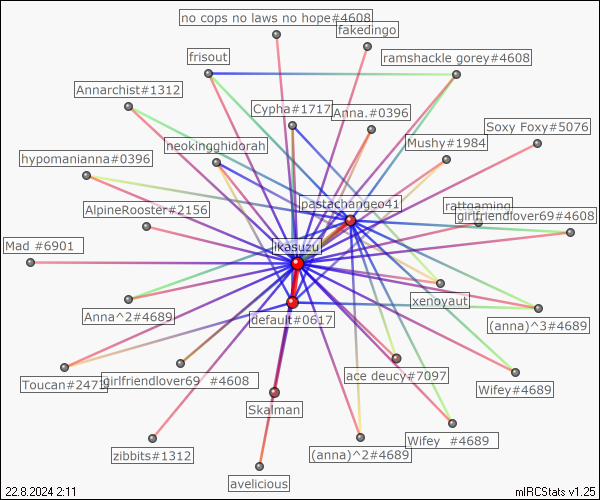 no cops no laws no hope#4608
fakedingo
frisout
ramshackle gorey#4608
Annarchist#1312
Cypha#1717
Anna.#0396
Soxy Foxy#5076
neokingghidorah
Mushy#1984
hypomanianna#0396
pastachangeo41
rattgaming
AlpineRooster#2156
girlfriendlover69#4608
Mad #6901
ikasuzu
xenoyaut
Anna^2#4689
default#0617
(anna)^3#4689
ace deucy#7097
Toucan#2471
girlfriendlover69 #4608
Wifey#4689
Skalman
Wifey #4689
zibbits#1312
(anna)^2#4689
avelicious
22.8.2024 2:11
mIRCStats v1.25